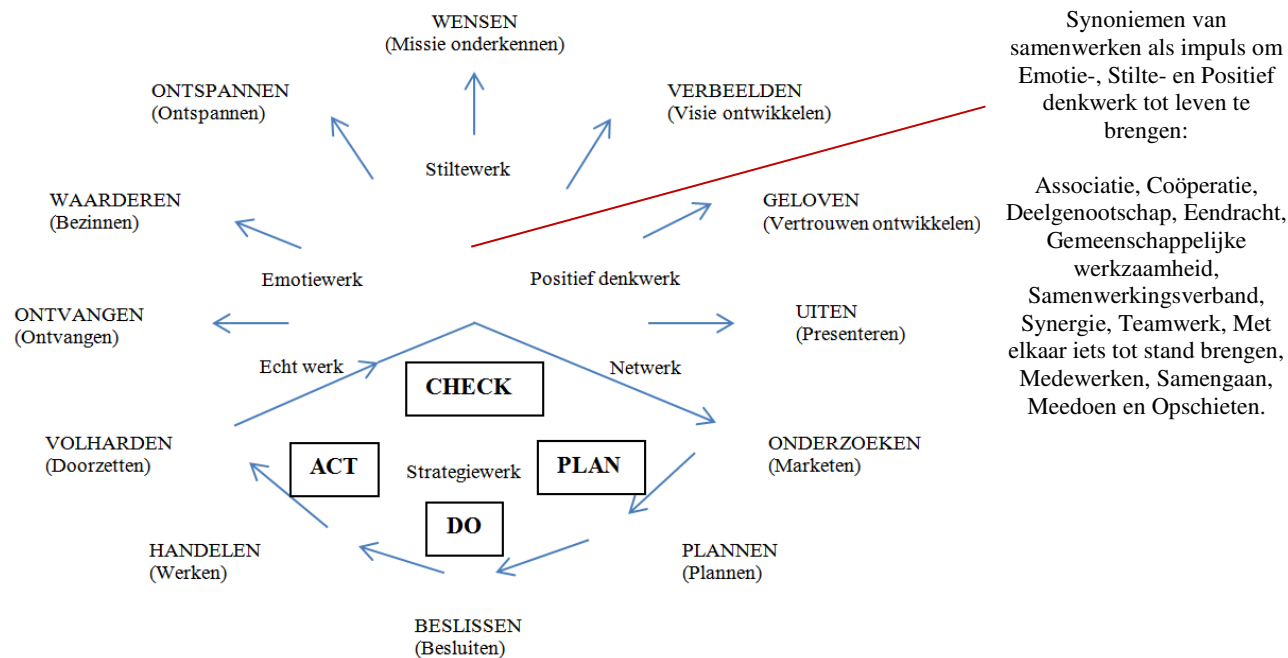 WENSEN
(Missie onderkennen)
ONTSPANNEN
(Ontspannen)
VERBEELDEN
(Visie ontwikkelen)
Stiltewerk
WAARDEREN
(Bezinnen)
GELOVEN
(Vertrouwen ontwikkelen)
Emotiewerk
Positief denkwerk
ONTVANGEN
(Ontvangen)
UITEN
(Presenteren)
Echt werk
CHECK
Netwerk
VOLHARDEN
(Doorzetten)
ACT
Strategiewerk
PLAN
ONDERZOEKEN
(Marketen)
DO
HANDELEN
(Werken)
PLANNEN
(Plannen)
BESLISSEN
(Besluiten)
Synoniemen van
samenwerken als impuls om
Emotie-, Stilte- en Positief
denkwerk tot leven te
brengen:
Associatie, Coöperatie,
Deelgenootschap, Eendracht,
Gemeenschappelijke
werkzaamheid,
Samenwerkingsverband,
Synergie, Teamwerk, Met
elkaar iets tot stand brengen,
Medewerken, Samengaan,
Meedoen en Opschieten.